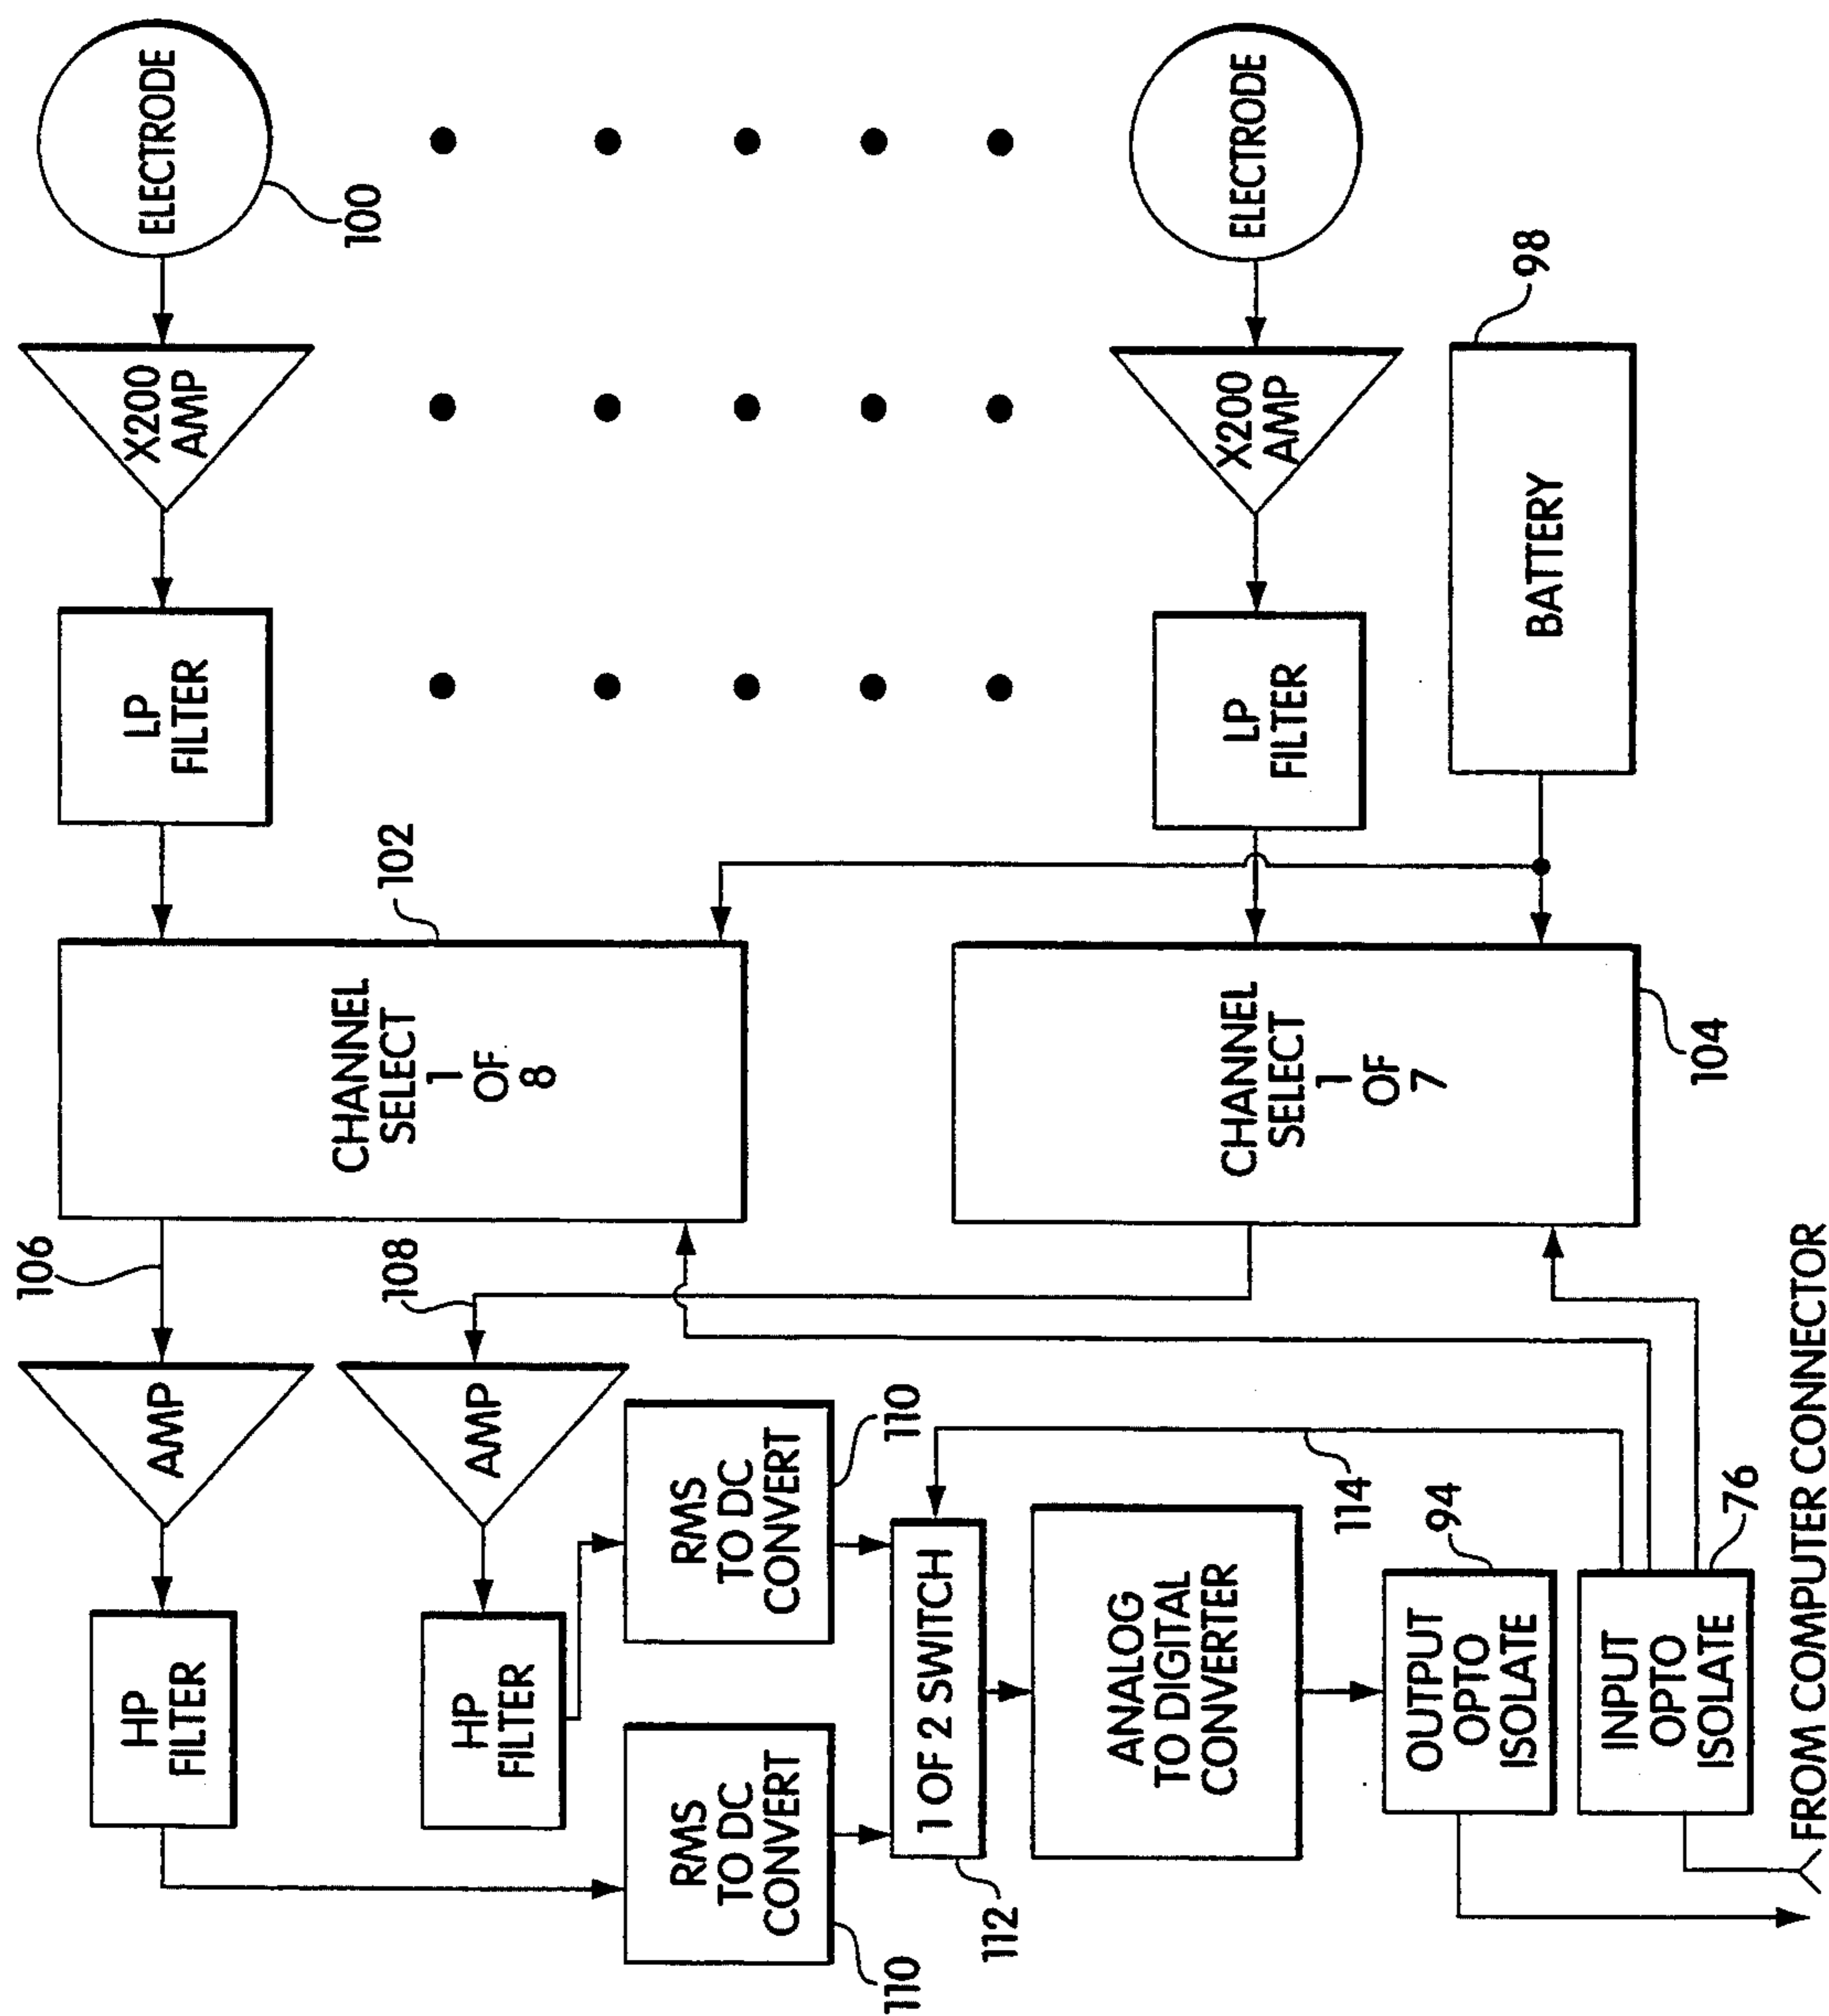 ELECTRODE
100
X200
AMP
LP
FILTER
102
CHANNEL
SELECT
1
OF
8
106
AMP
HP
FILTER
108
AMP
HP
FILTER
RMS
TO DC
CONVERT
110
RMS
TO DC
CONVERT
110
1 OF 2 SWITCH
112
114
ANALOG
TO DIGITAL
CONVERTER
OUTPUT
OPTO
ISOLATE
94
INPUT
OPTO
ISOLATE
76
FROM COMPUTER CONNECTOR
ELECTRODE
X200
AMP
LP
FILTER
CHANNEL
SELECT
1
OF
7
104
BATTERY
98